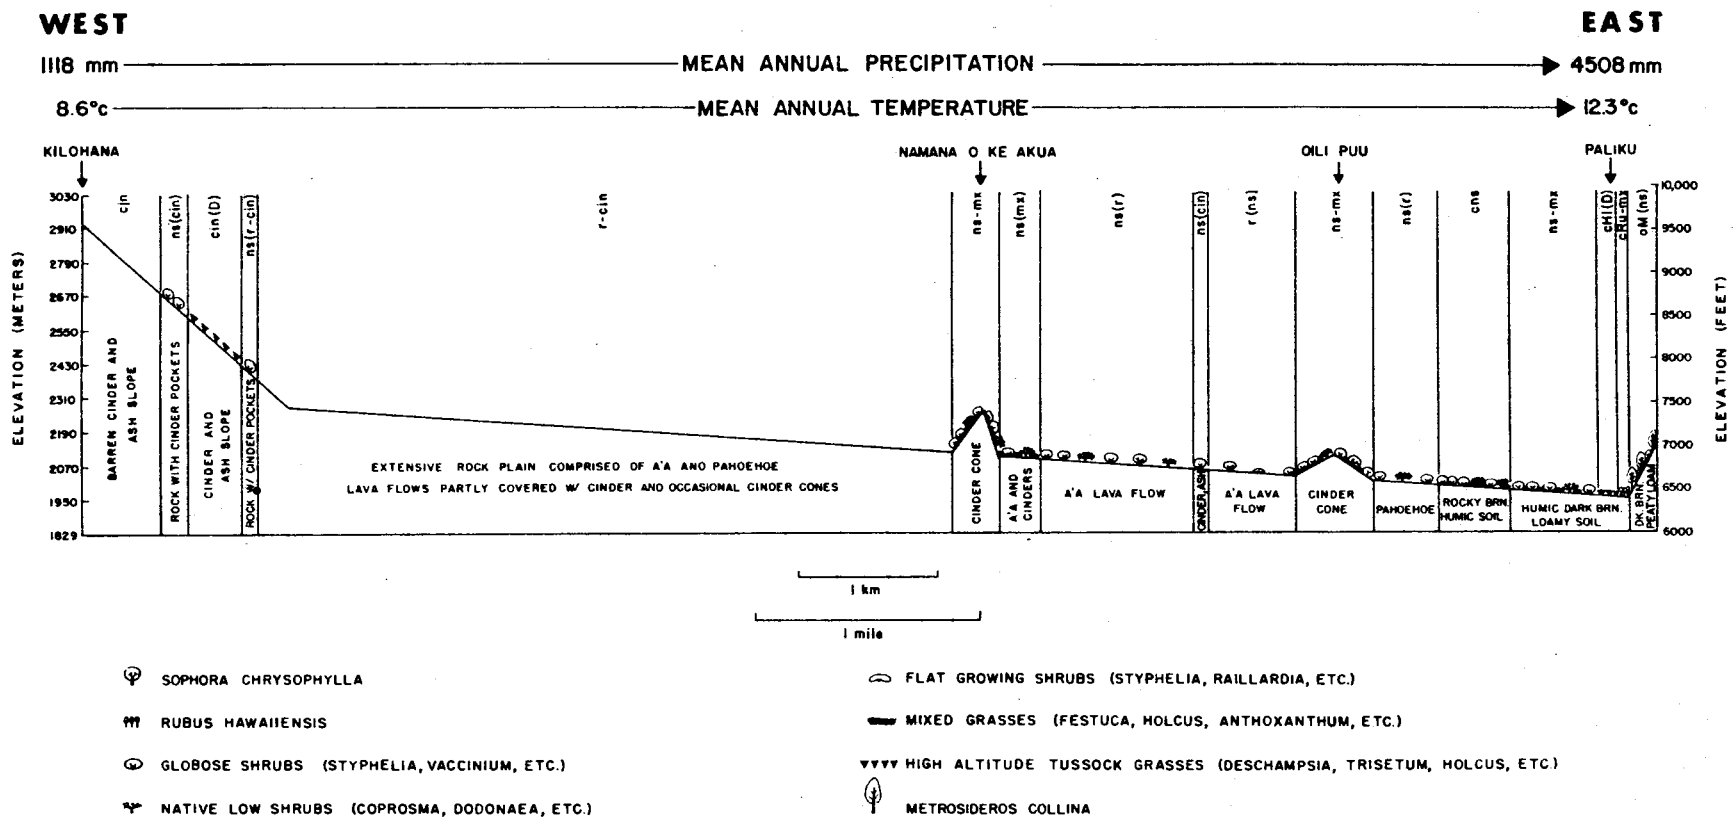 WEST
EAST
1118 mm MEAN ANNUAL PRECIPITATION 4508 mm
8.6°c MEAN ANNUAL TEMPERATURE 12.3°c
KILOHANA
NAMANA O KE AKUA
OILI PUU
PALIKU
cin
ns(cin)
cin(D)
ns(r-cin)
r-cin
ns-mx
ns(mx)
ns(r)
ns(cin)
r(ns)
ns-mx
ns(r)
cns
ns-mx
cHl(D)
cRu-mx
oM(ns)
ELEVATION (METERS)
3030
2910
2790
2670
2550
2430
2310
2190
2070
1950
1829
10,000
9500
9000
8500
8000
7500
7000
6500
6000
ELEVATION (FEET)
BARREN CINDER AND
ASH SLOPE
ROCK WITH CINDER POCKETS
CINDER AND
ASH SLOPE
ROCK W/ CINDER POCKETS
EXTENSIVE ROCK PLAIN COMPRISED OF A'A AND PAHOEHOE
LAVA FLOWS PARTLY COVERED W/ CINDER AND OCCASIONAL CINDER CONES
CINDER CONE
A'A AND
CINDERS
A'A LAVA FLOW
CINDER, ASH
A'A LAVA
FLOW
CINDER
CONE
PAHOEHOE
ROCKY BRN.
HUMIC SOIL
HUMIC DARK BRN.
LOAMY SOIL
DK. BRN.
PEATY LOAM
1 km
1 mile
SOPHORA CHRYSOPHYLLA
RUBUS HAWAIIENSIS
GLOBOSE SHRUBS (STYPHELIA, VACCINIUM, ETC.)
NATIVE LOW SHRUBS (COPROSMA, DODONAEA, ETC.)
FLAT GROWING SHRUBS (STYPHELIA, RAILLARDIA, ETC.)
MIXED GRASSES (FESTUCA, HOLCUS, ANTHOXANTHUM, ETC.)
HIGH ALTITUDE TUSSOCK GRASSES (DESCHAMPSIA, TRISETUM, HOLCUS, ETC.)
METROSIDEROS COLLINA